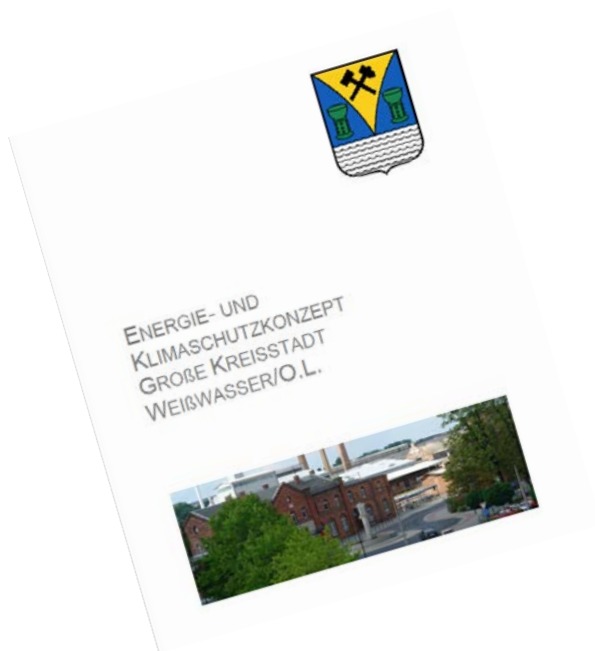 ENERGIE- UND
KLIMASCHUTZKONZEPT
GROßE KREISSTADT
WEIßWASSER/O.L.